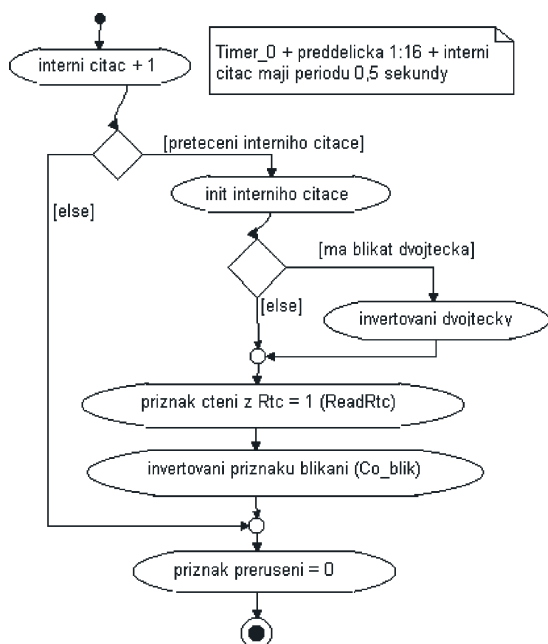 interni citac + 1
Timer_0 + preddelicka 1:16 + interni
citac maji periodu 0,5 sekundy
[preteceni interniho citace]
init interniho citace
[else]
[ma blikat dvojtecka]
[else]
invertovani dvojtecky
priznak cteni z Rtc = 1 (ReadRtc)
invertovani priznaku blikani (Co_blik)
priznak preruseni = 0